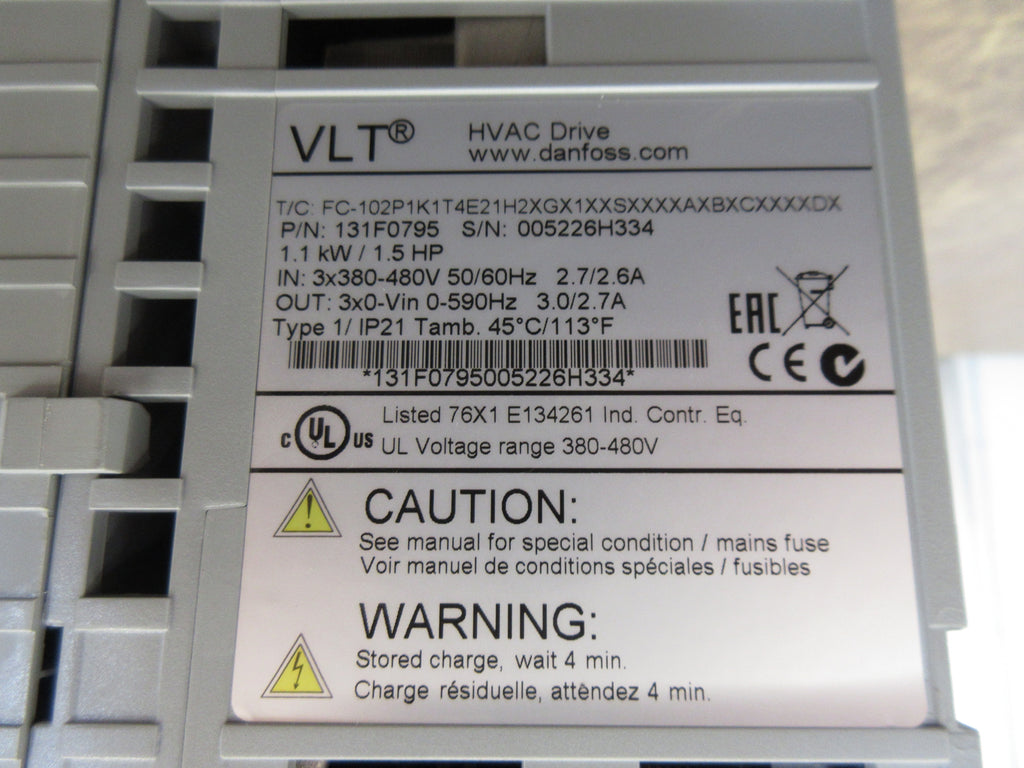 VLT® HVAC Drive
www.danfoss.com
T/C: FC-102P1K1T4E21H2XGX1XXSXXXXAXBXCXXXXDX
P/N: 131F0795 S/N: 005226H334
1.1 kW / 1.5 HP
IN: 3x380-480V 50/60Hz 2.7/2.6A
OUT: 3x0-Vin 0-590Hz 3.0/2.7A
Type 1/ IP21 Tamb. 45°C/113°F
EAC
CE
*131F0795005226H334*
c UL us Listed 76X1 E134261 Ind. Contr. Eq.
UL Voltage range 380-480V
CAUTION:
See manual for special condition / mains fuse
Voir manuel de conditions spéciales / fusibles
WARNING:
Stored charge, wait 4 min.
Charge résiduelle, attendez 4 min.